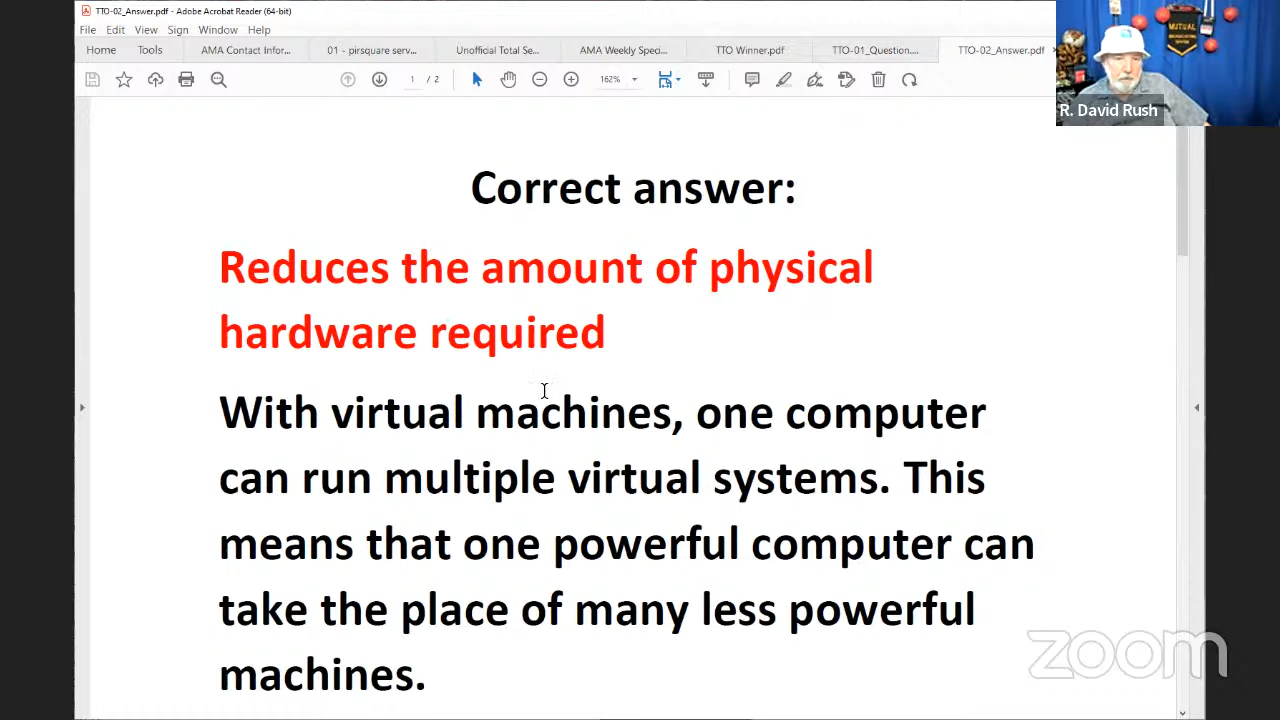 TTO-02_Answer.pdf - Adobe Acrobat Reader (64-bit)
File Edit View Sign Window Help
Home Tools AMA Contact Infor... 01 - pirsquare serv... Unofficial Total Se... AMA Weekly Sped... TTO Winner.pdf TTO-01_Question... TTO-02_Answer.pdf
1 / 2 162%
MUTUAL
R. David Rush
Correct answer:
Reduces the amount of physical
hardware required
With virtual machines, one computer
can run multiple virtual systems. This
means that one powerful computer can
take the place of many less powerful
machines.
zoom